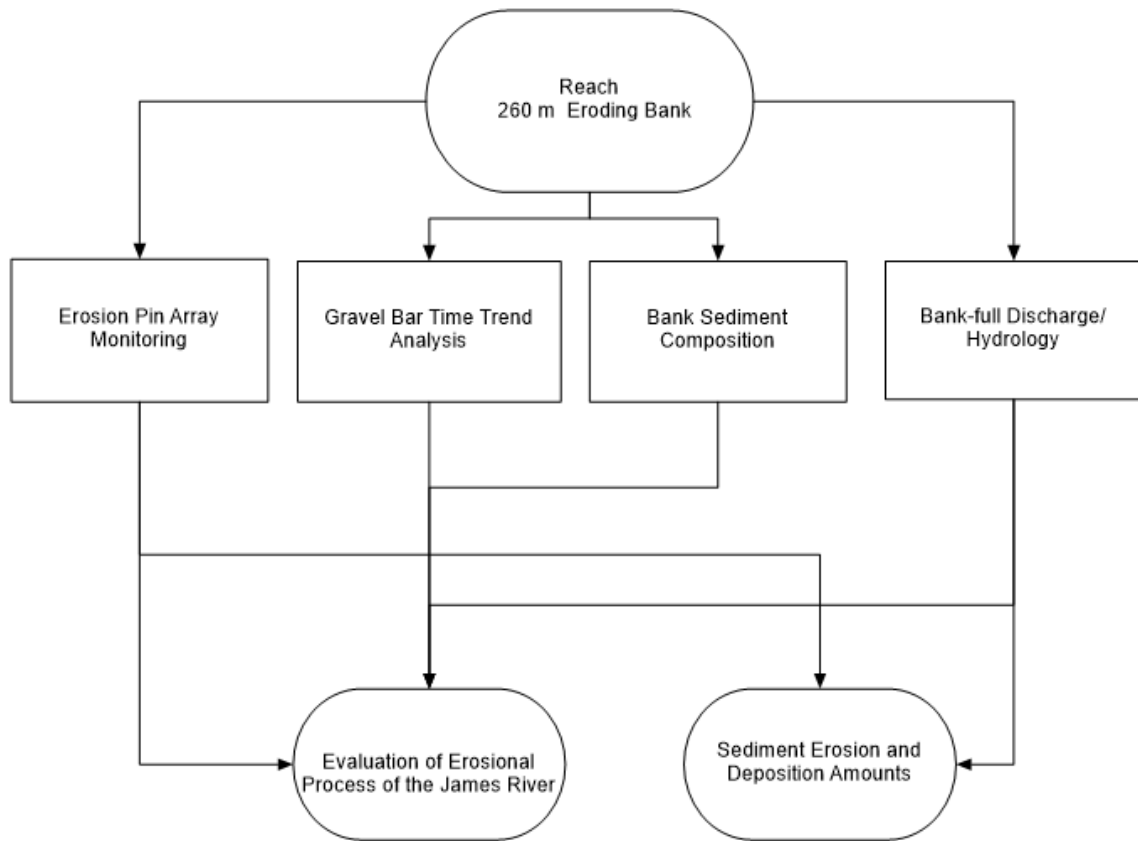 Reach
260 m  Eroding Bank
Erosion Pin Array
Monitoring
Gravel Bar Time Trend
Analysis
Bank Sediment
Composition
Bank-full Discharge/
Hydrology
Evaluation of Erosional
Process of the James River
Sediment Erosion and
Deposition Amounts